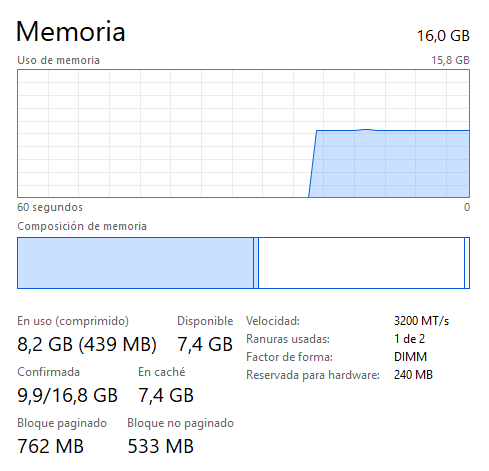 Memoria 16,0 GB
Uso de memoria 15,8 GB
60 segundos 0
Composición de memoria
En uso (comprimido) Disponible
8,2 GB (439 MB) 7,4 GB
Confirmada En caché
9,9/16,8 GB 7,4 GB
Bloque paginado Bloque no paginado
762 MB 533 MB
Velocidad: 3200 MT/s
Ranuras usadas: 1 de 2
Factor de forma: DIMM
Reservada para hardware: 240 MB